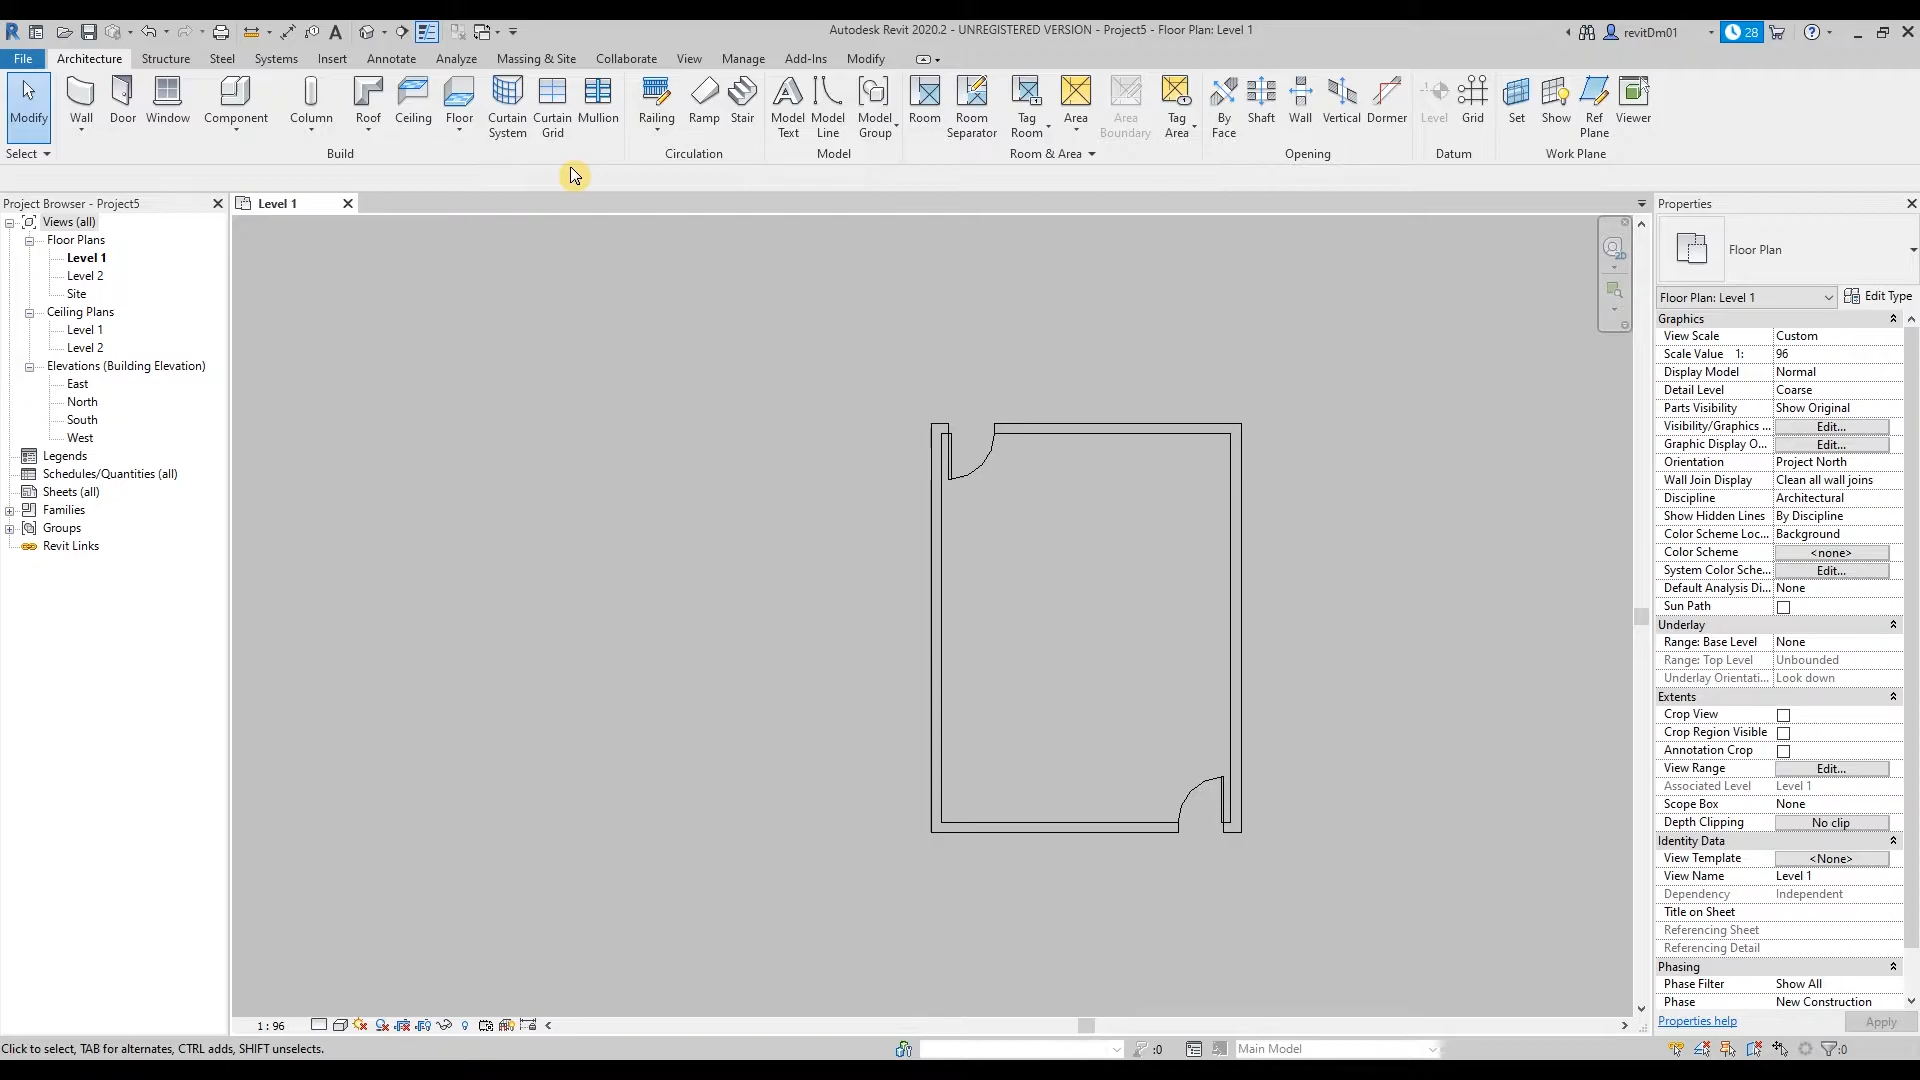 Autodesk Revit 2020.2 - UNREGISTERED VERSION - Project5 - Floor Plan: Level 1
revitDm01
28
File Architecture Structure Steel Systems Insert Annotate Analyze Massing & Site Collaborate View Manage Add-Ins Modify
Modify Wall Door Window Component Column Roof Ceiling Floor Curtain System Curtain Grid Mullion Railing Ramp Stair Model Text Model Line Model Group Room Room Separator Tag Room Area Area Boundary Tag Area By Face Shaft Wall Vertical Dormer Level Grid Set Show Ref Plane Viewer
Select Build Circulation Model Room & Area Opening Datum Work Plane
Project Browser - Project5
Views (all)
Floor Plans
Level 1
Level 2
Site
Ceiling Plans
Level 1
Level 2
Elevations (Building Elevation)
East
North
South
West
Legends
Schedules/Quantities (all)
Sheets (all)
Families
Groups
Revit Links
Level 1
2D
Properties
Floor Plan
Floor Plan: Level 1 Edit Type
Graphics
View Scale Custom
Scale Value 1: 96
Display Model Normal
Detail Level Coarse
Parts Visibility Show Original
Visibility/Graphics ... Edit...
Graphic Display O... Edit...
Orientation Project North
Wall Join Display Clean all wall joins
Discipline Architectural
Show Hidden Lines By Discipline
Color Scheme Loc... Background
Color Scheme <none>
System Color Sche... Edit...
Default Analysis Di... None
Sun Path
Underlay
Range: Base Level None
Range: Top Level Unbounded
Underlay Orientati... Look down
Extents
Crop View
Crop Region Visible
Annotation Crop
View Range Edit...
Associated Level Level 1
Scope Box None
Depth Clipping No clip
Identity Data
View Template <None>
View Name Level 1
Dependency Independent
Title on Sheet
Referencing Sheet
Referencing Detail
Phasing
Phase Filter Show All
Phase New Construction
Properties help Apply
1 : 96
Click to select, TAB for alternates, CTRL adds, SHIFT unselects.
:0
Main Model
:0